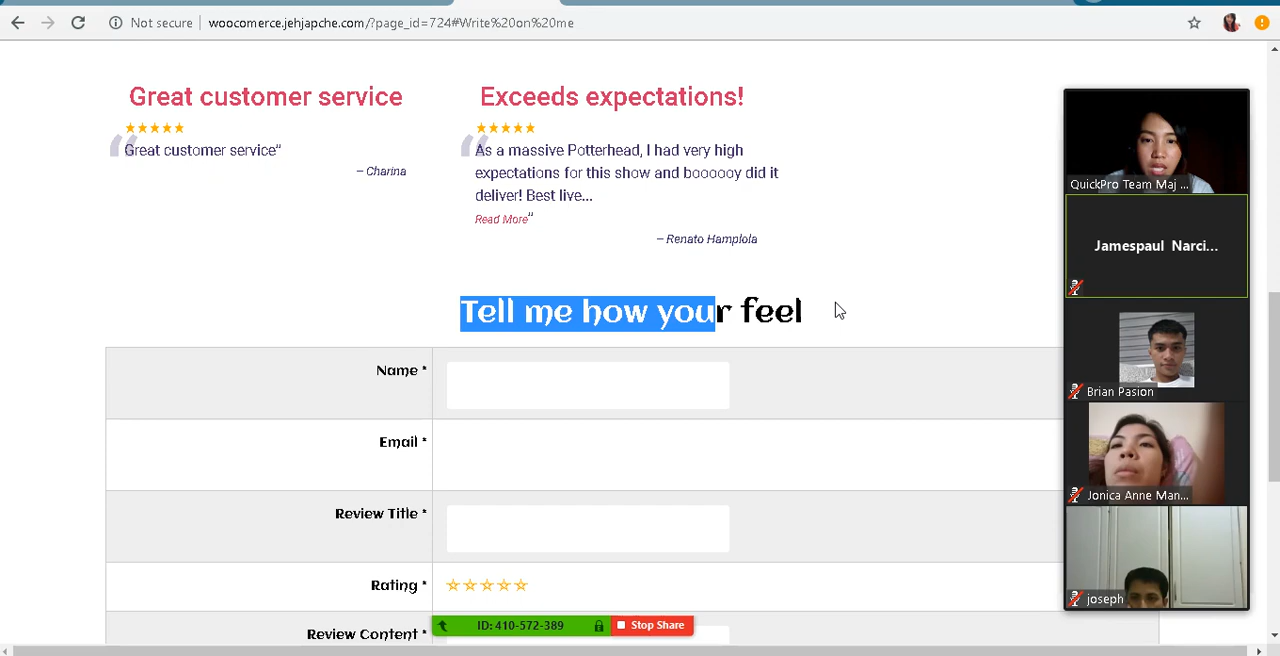 Not secure
woocomerce.jehjapche.com/?page_id=724#Write%20on%20me
Great customer service
Exceeds expectations!
Great customer service”
– Charina
As a massive Potterhead, I had very high
expectations for this show and booooy did it
deliver! Best live...
Read More”
– Renato Hamplola
Tell me how your feel
Name *
Email *
Review Title *
Rating *
Review Content *
ID: 410-572-389
Stop Share
QuickPro Team Maj ...
Jamespaul Narci...
Brian Pasion
Jonica Anne Man...
joseph